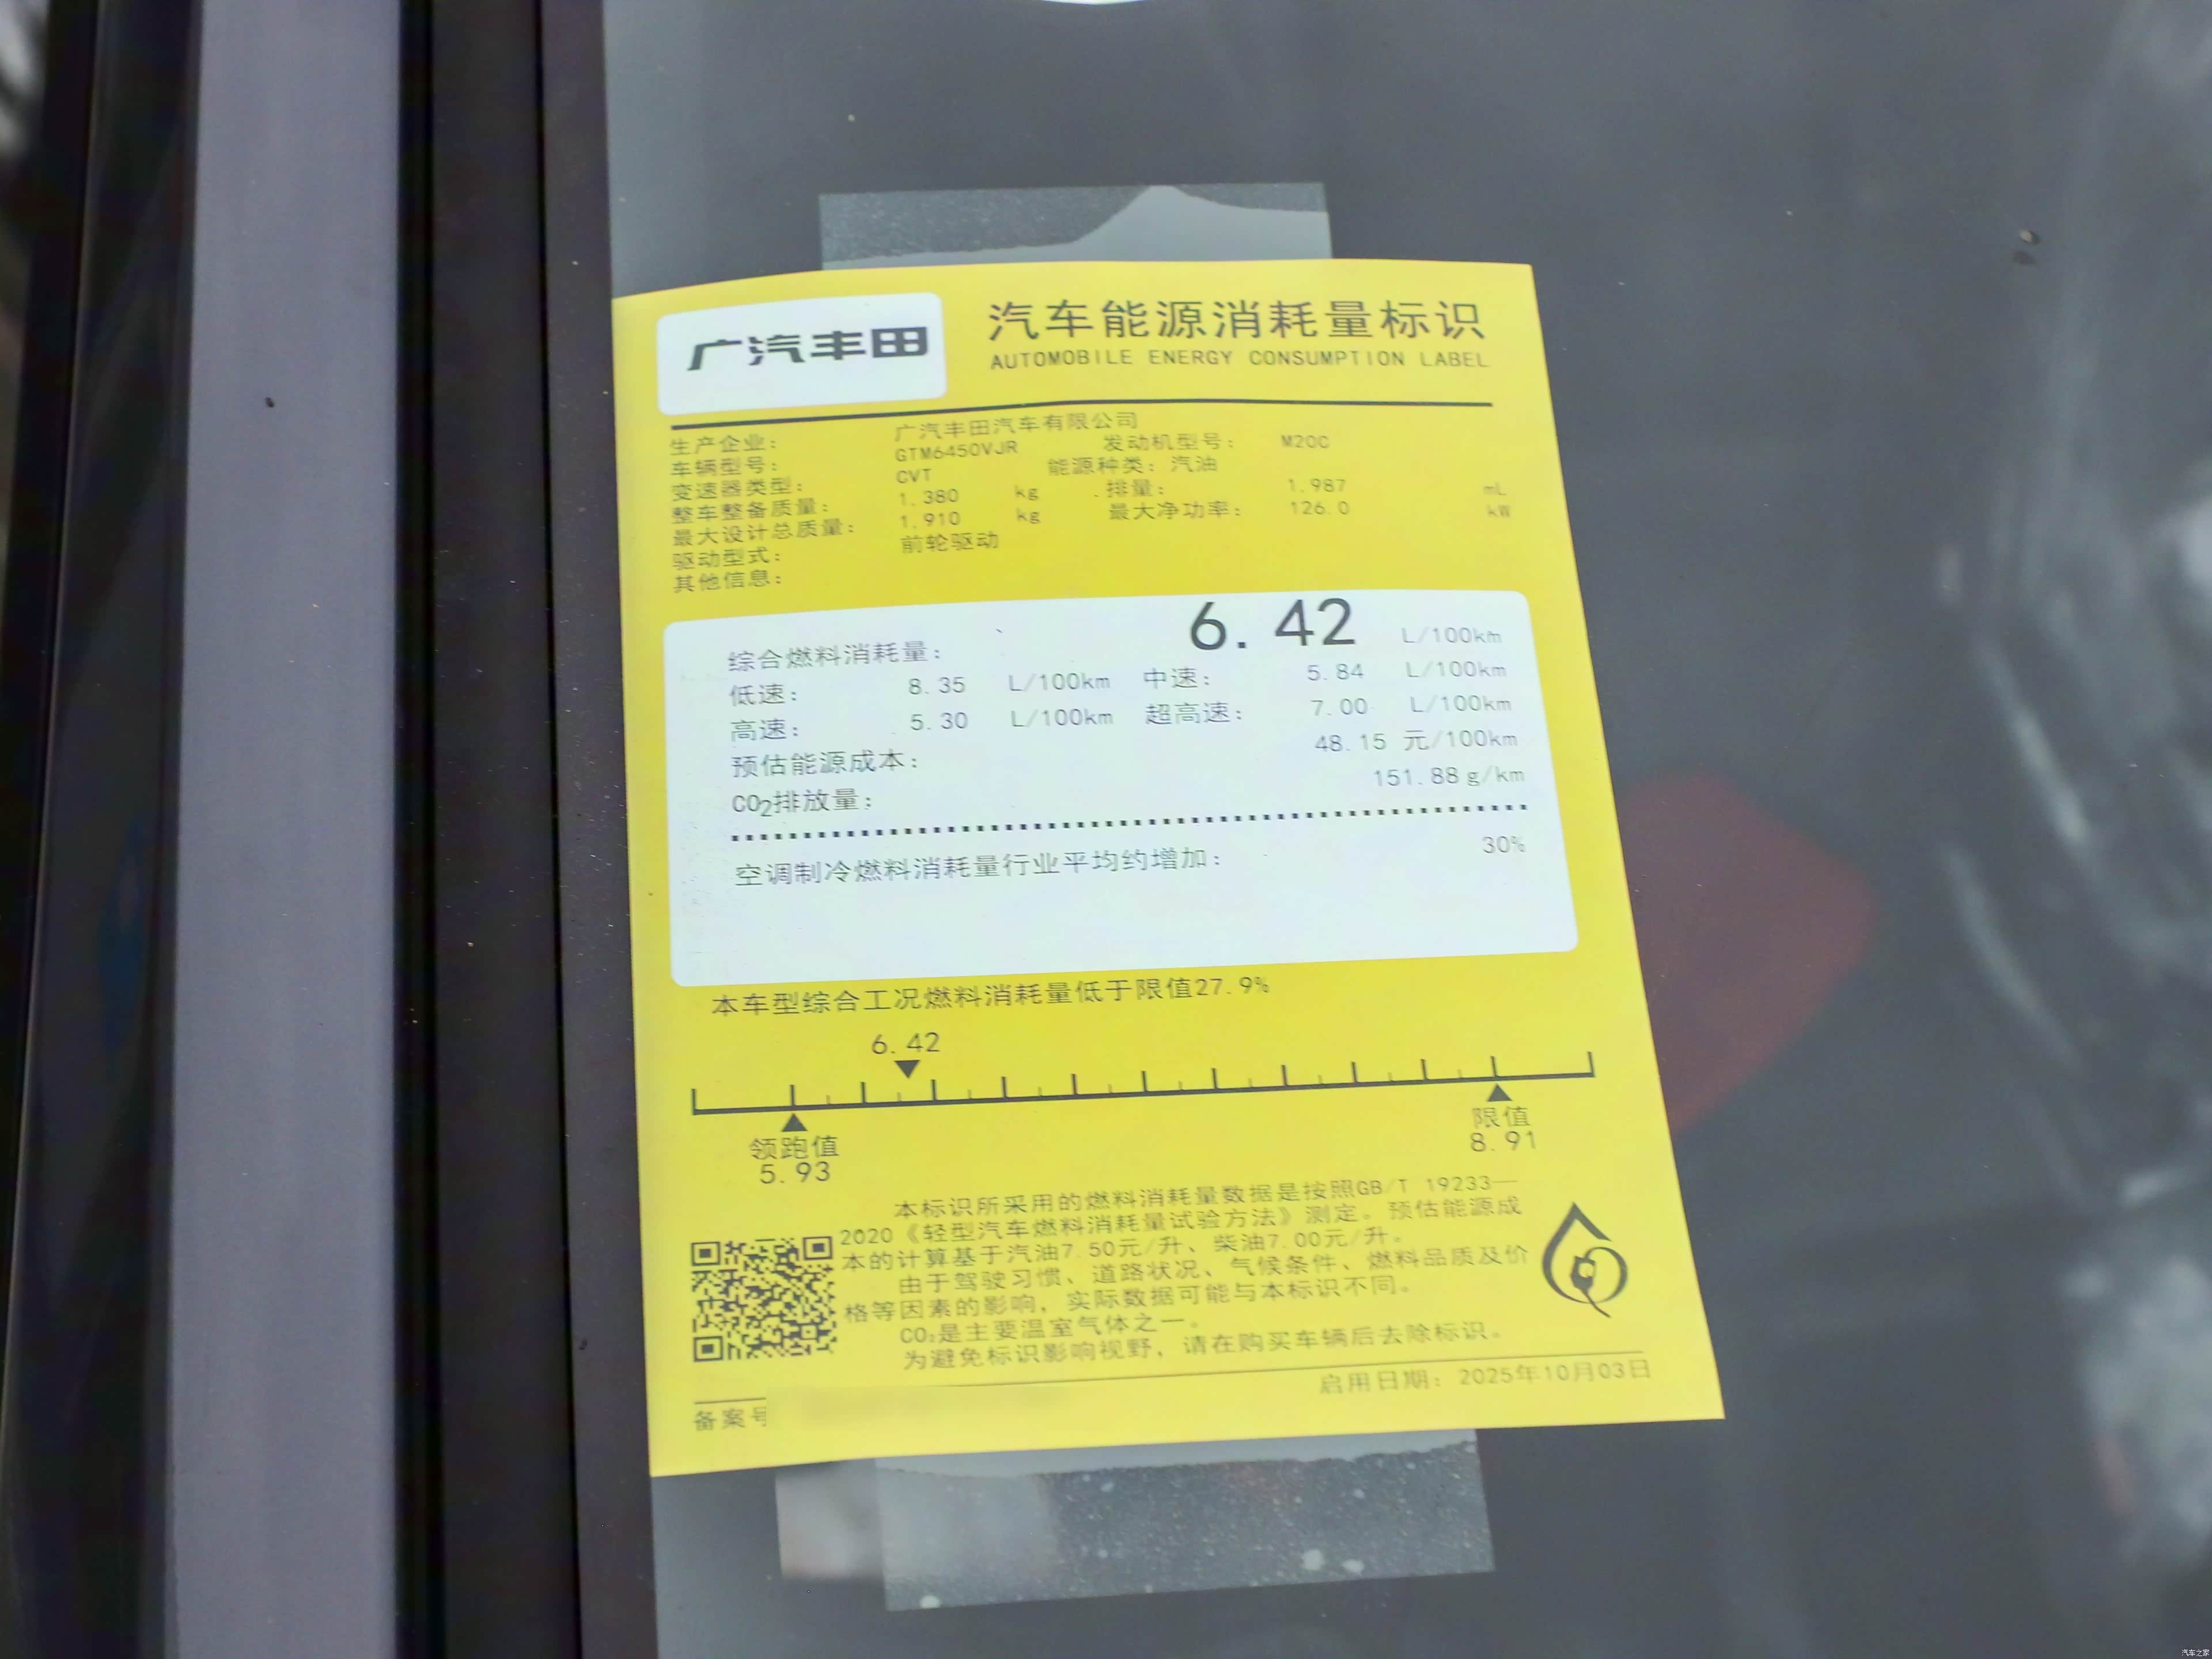 广汽丰田
汽车能源消耗量标识
AUTOMOBILE ENERGY CONSUMPTION LABEL
生产企业: 广汽丰田汽车有限公司
车辆型号: GTM6450VJR 发动机型号: M20C
变速器类型: CVT 能源种类: 汽油
整车整备质量: 1,380 kg 排量: 1,987 mL
最大设计总质量: 1,910 kg 最大净功率: 126.0 kW
驱动型式: 前轮驱动
其他信息:
综合燃料消耗量: 6.42 L/100km
低速: 8.35 L/100km 中速: 5.84 L/100km
高速: 5.30 L/100km 超高速: 7.00 L/100km
预估能源成本: 48.15 元/100km
CO2排放量: 151.88 g/km
空调制冷燃料消耗量行业平均约增加: 30%
本车型综合工况燃料消耗量低于限值27.9%
6.42
领跑值
5.93
限值
8.91
本标识所采用的燃料消耗量数据是按照GB/T 19233—
2020《轻型汽车燃料消耗量试验方法》测定。预估能源成
本的计算基于汽油7.50元/升、柴油7.00元/升。
由于驾驶习惯、道路状况、气候条件、燃料品质及价
格等因素的影响，实际数据可能与本标识不同。
CO2是主要温室气体之一。
为避免标识影响视野，请在购买车辆后去除标识。
备案号
启用日期: 2025年10月03日
汽车之家